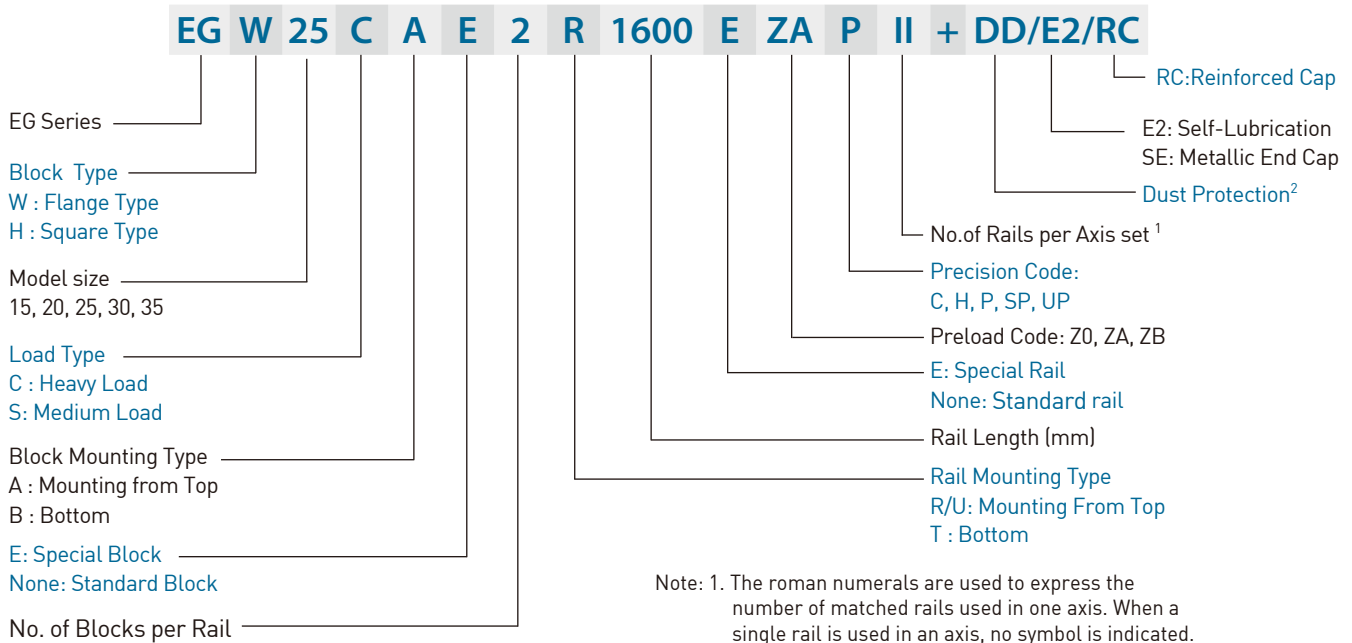 EG W 25 C A E 2 R 1600 E ZA P II + DD/E2/RC
EG Series
Block Type
W : Flange Type
H : Square Type
Model size
15, 20, 25, 30, 35
Load Type
C : Heavy Load
S: Medium Load
Block Mounting Type
A : Mounting from Top
B : Bottom
E: Special Block
None: Standard Block
No. of Blocks per Rail
RC:Reinforced Cap
E2: Self-Lubrication
SE: Metallic End Cap
Dust Protection2
No.of Rails per Axis set 1
Precision Code:
C, H, P, SP, UP
Preload Code: Z0, ZA, ZB
E: Special Rail
None: Standard rail
Rail Length (mm)
Rail Mounting Type
R/U: Mounting From Top
T : Bottom
Note: 1. The roman numerals are used to express the
number of matched rails used in one axis. When a
single rail is used in an axis, no symbol is indicated.